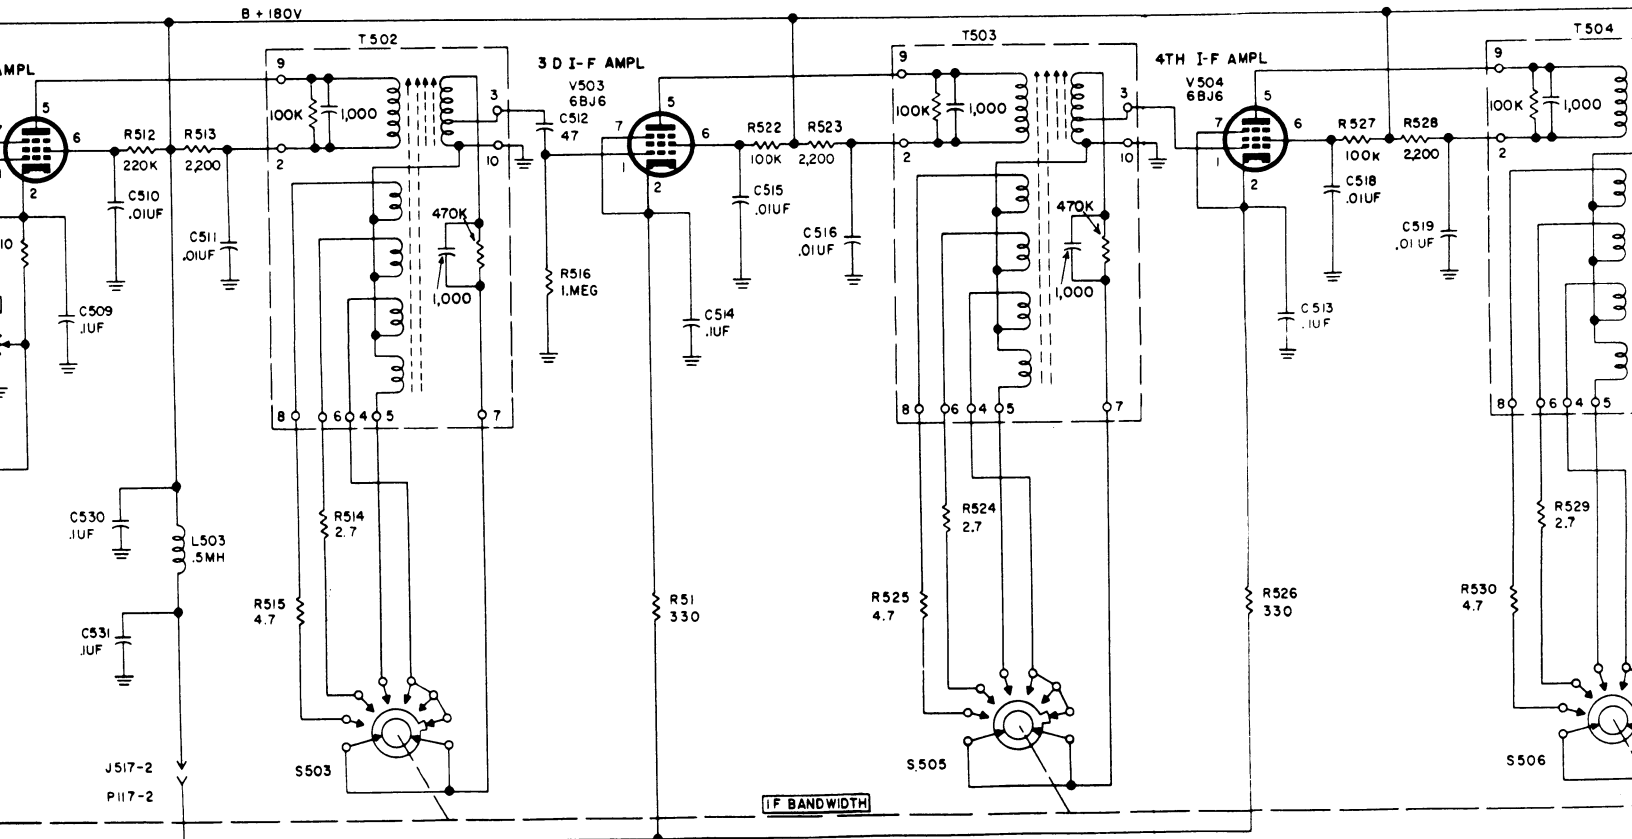 B + 180V
AMPL
5
6
2
R512
220K
R513
2,200
C510
.01UF
C511
.01UF
10
C509
.1UF
T502
9
100K
1,000
2
3
10
470K
1,000
8
6
4
5
7
3 D I-F AMPL
V503
6BJ6
C512
47
5
7
6
1
2
R516
1.MEG
R522
100K
R523
2,200
C515
.01UF
C516
.01UF
C514
.1UF
T503
9
100K
1,000
2
3
10
470K
1,000
8
6
4
5
7
4TH I-F AMPL
V504
6BJ6
5
7
6
1
2
R527
100K
R528
2,200
C518
.01UF
C519
.01 UF
C513
.1UF
T504
9
100K
1,000
2
8
6
4
5
C530
.1UF
L503
.5MH
C531
.1UF
R514
2.7
R515
4.7
R51
330
R524
2.7
R525
4.7
R526
330
R529
2.7
R530
4.7
J517-2
P117-2
S503
S505
S506
IF BANDWIDTH